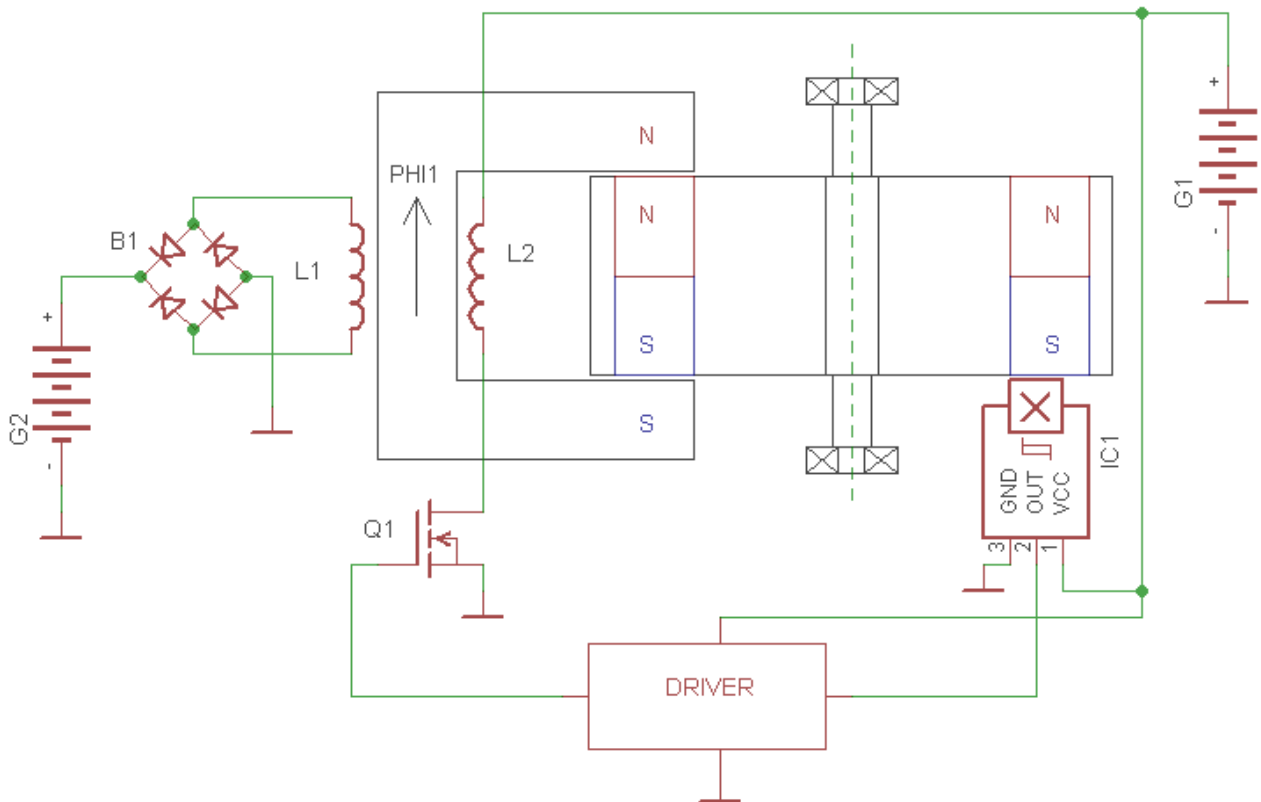 +
N
PHI1
G1
B1
N
N
-
L1
L2
+
S
S
G2
S
-
IC1
GND
OUT
VCC
Q1
3
2
1
DRIVER